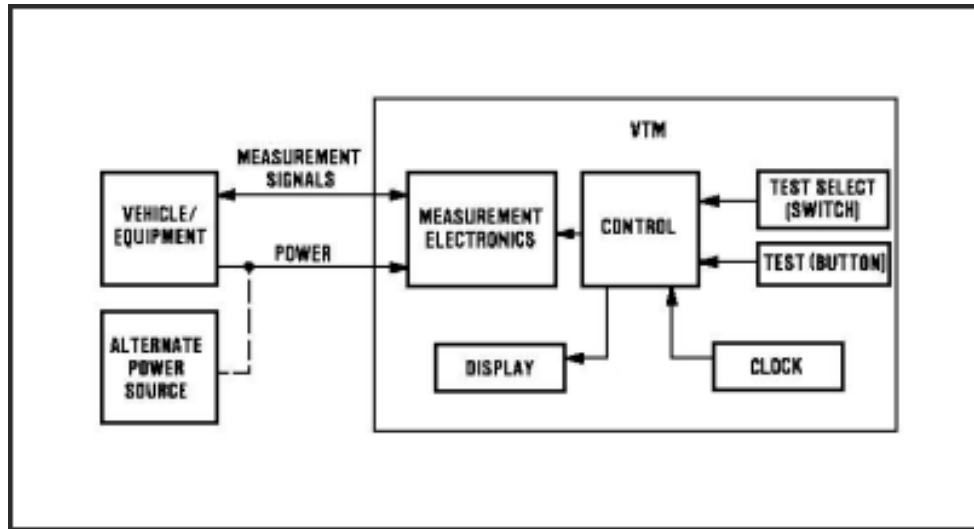 VTM
MEASUREMENT
SIGNALS
VEHICLE/
EQUIPMENT
POWER
MEASUREMENT
ELECTRONICS
CONTROL
TEST SELECT
(SWITCH)
TEST (BUTTON)
ALTERNATE
POWER
SOURCE
DISPLAY
CLOCK